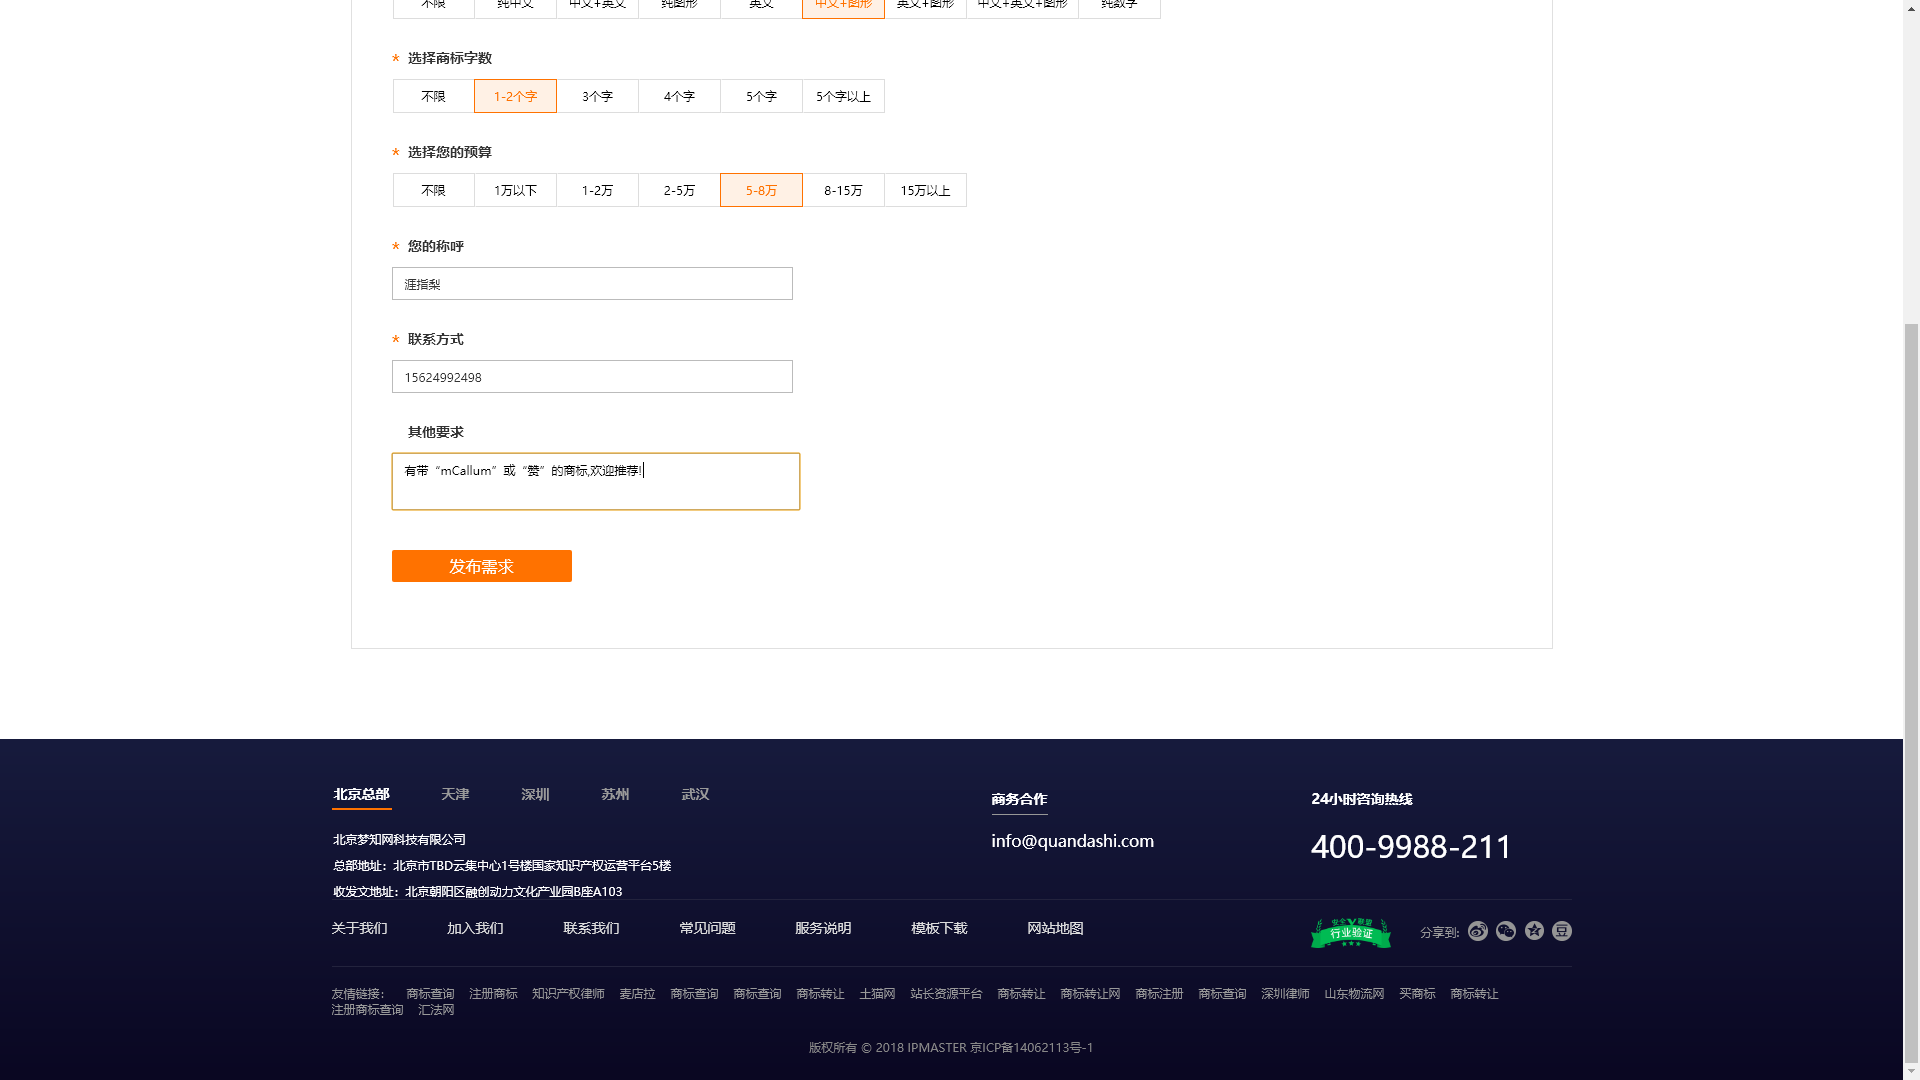 不限 纯中文 中文+英文 纯图形 英文 中文+图形 英文+图形 中文+英文+图形 纯数字
* 选择商标字数
不限 1-2个字 3个字 4个字 5个字 5个字以上
* 选择您的预算
不限 1万以下 1-2万 2-5万 5-8万 8-15万 15万以上
* 您的称呼
涯指梨
* 联系方式
15624992498
其他要求
有带“mCallum”或“赞”的商标,欢迎推荐!
发布需求
北京总部 天津 深圳 苏州 武汉
商务合作
24小时咨询热线
北京梦知网科技有限公司
info@quandashi.com
400-9988-211
总部地址：北京市TBD云集中心1号楼国家知识产权运营平台5楼
收发文地址：北京朝阳区融创动力文化产业园B座A103
关于我们 加入我们 联系我们 常见问题 服务说明 模板下载 网站地图
安全联盟
行业验证
分享到:
豆
友情链接： 商标查询 注册商标 知识产权律师 麦店拉 商标查询 商标查询 商标转让 土猫网 站长资源平台 商标转让 商标转让网 商标注册 商标查询 深圳律师 山东物流网 买商标 商标转让
注册商标查询 汇法网
版权所有 © 2018 IPMASTER 京ICP备14062113号-1